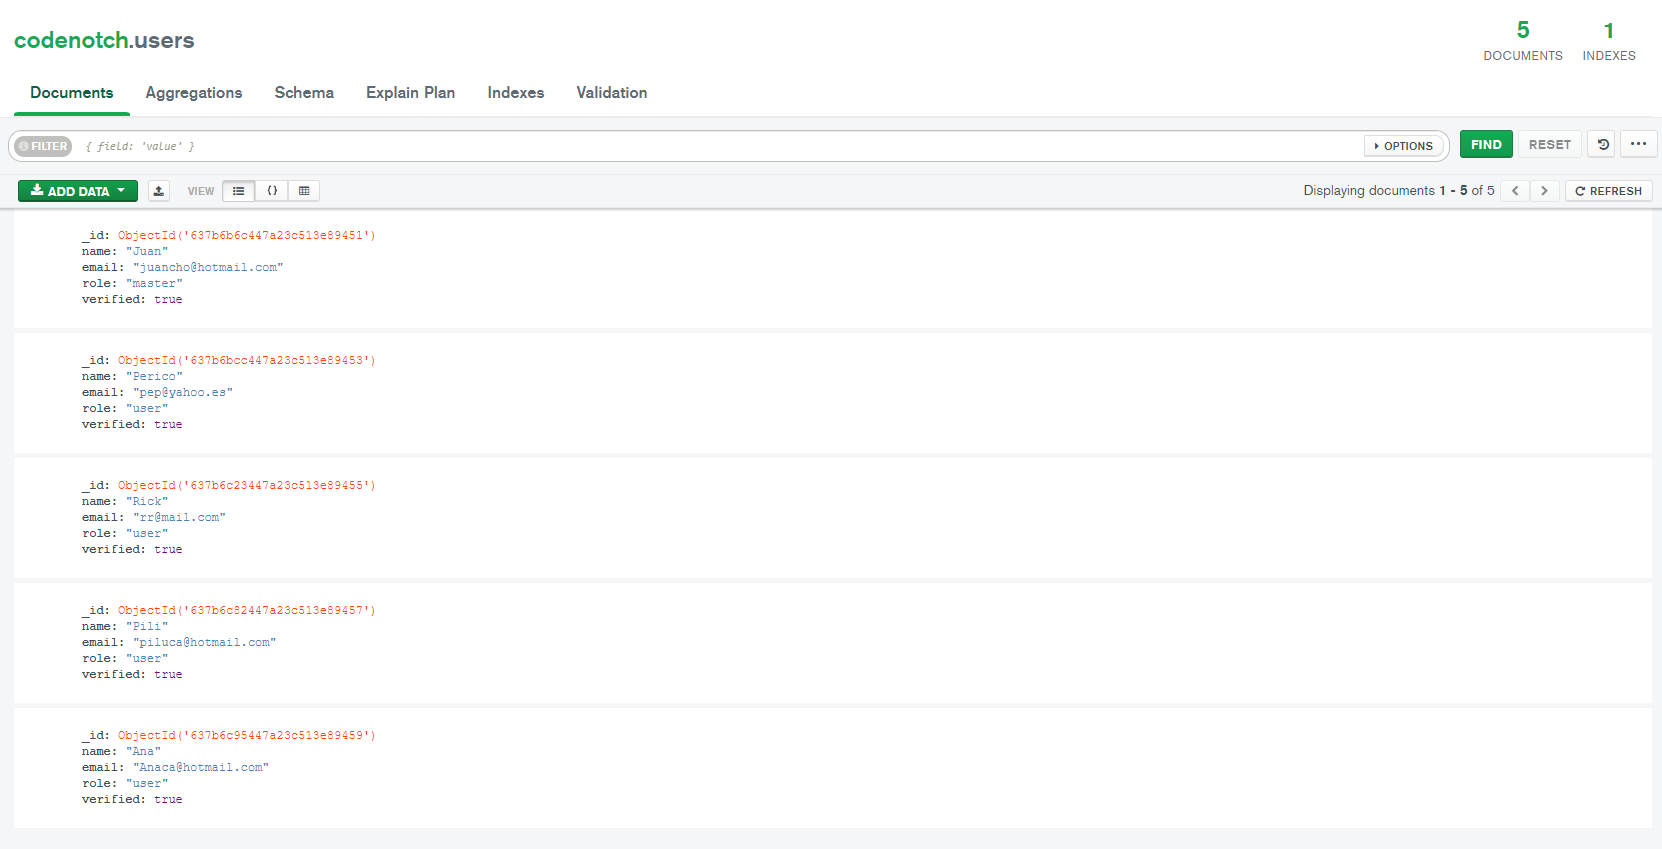 codenotch.users
5
DOCUMENTS
1
INDEXES
Documents Aggregations Schema Explain Plan Indexes Validation
FILTER { field: 'value' } OPTIONS FIND RESET
ADD DATA VIEW Displaying documents 1 - 5 of 5 REFRESH
_id: ObjectId('637b6b6c447a23c513e89451')
name: "Juan"
email: "juancho@hotmail.com"
role: "master"
verified: true
_id: ObjectId('637b6bcc447a23c513e89453')
name: "Perico"
email: "pep@yahoo.es"
role: "user"
verified: true
_id: ObjectId('637b6c23447a23c513e89455')
name: "Rick"
email: "rr@mail.com"
role: "user"
verified: true
_id: ObjectId('637b6c82447a23c513e89457')
name: "Pili"
email: "piluca@hotmail.com"
role: "user"
verified: true
_id: ObjectId('637b6c95447a23c513e89459')
name: "Ana"
email: "Anaca@hotmail.com"
role: "user"
verified: true